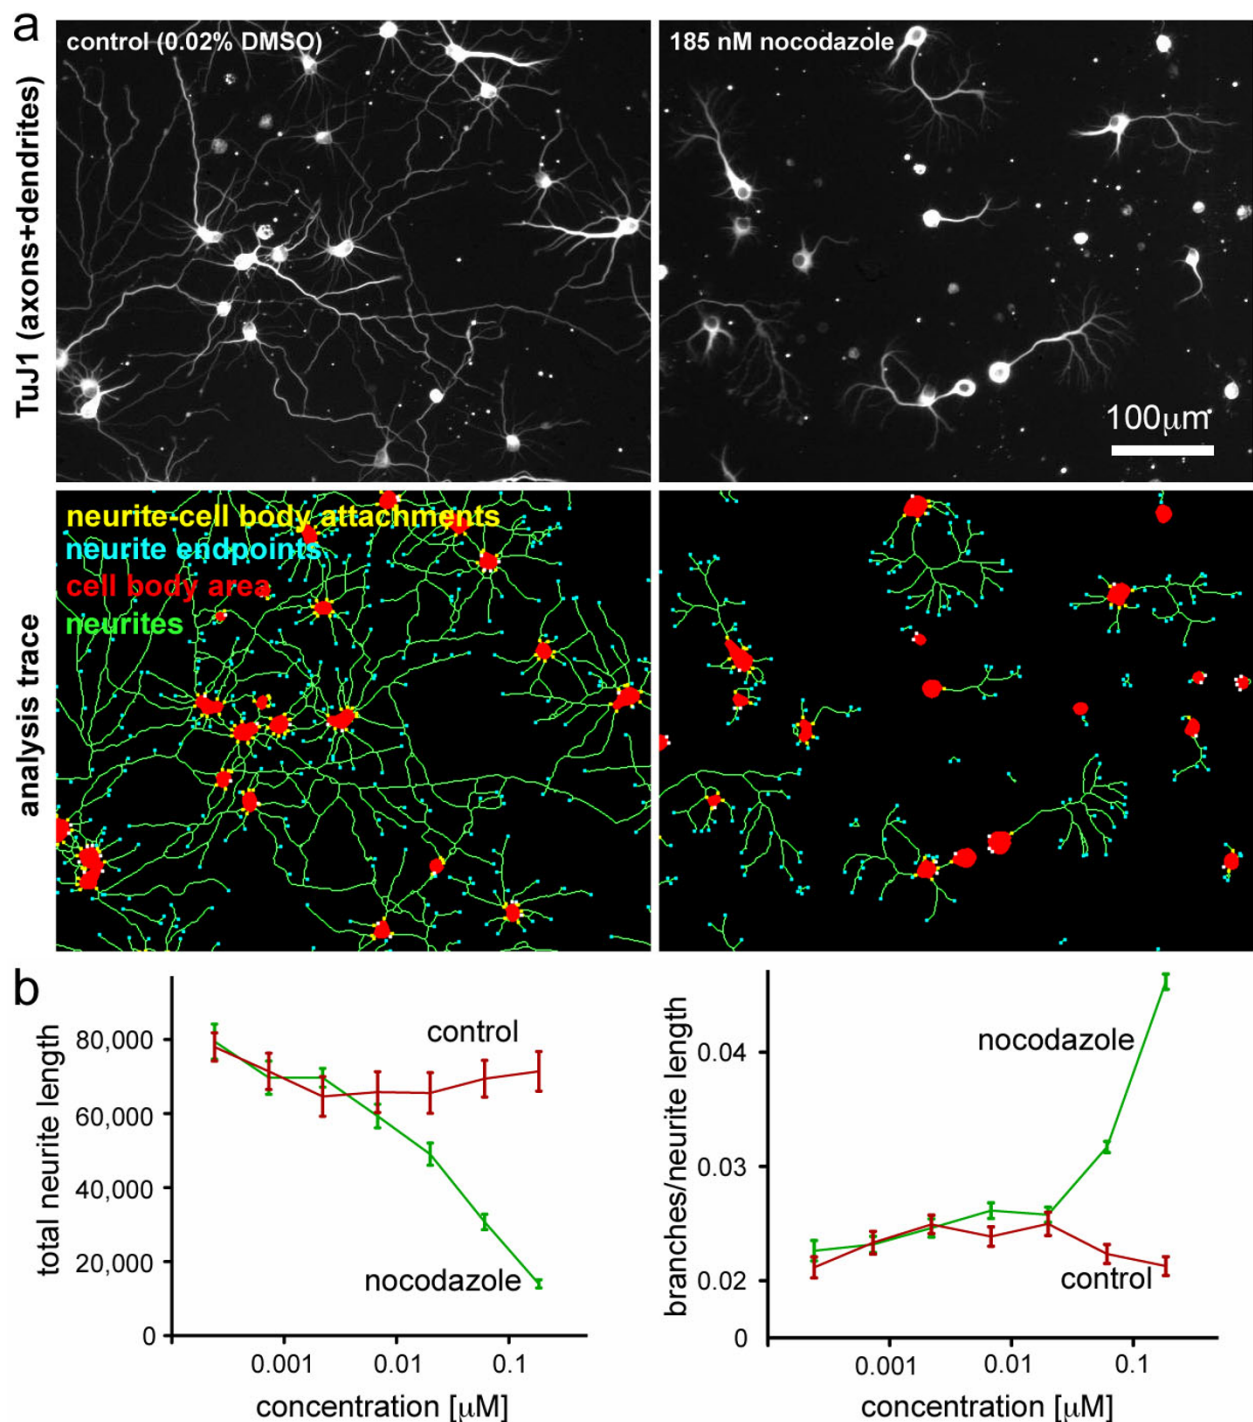 a
control (0.02% DMSO)
185 nM nocodazole
TuJ1 (axons+dendrites)
100μm
neurite-cell body attachments
neurite endpoints
cell body area
neurites
analysis trace
b
total neurite length
80,000
60,000
40,000
20,000
0
control
nocodazole
0.001
0.01
0.1
concentration [μM]
branches/neurite length
0.04
0.03
0.02
0
nocodazole
control
0.001
0.01
0.1
concentration [μM]